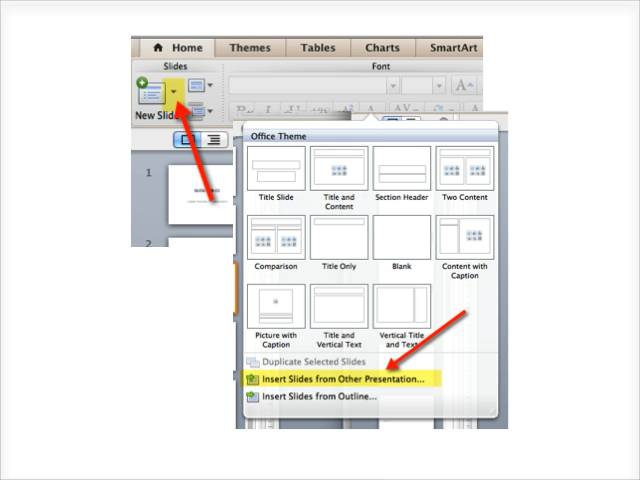 Home Themes Tables Charts SmartArt
Slides Font
New Slide
1
2
Office Theme
Title Slide
Title and
Content
Section Header
Two Content
Comparison
Title Only
Blank
Content with
Caption
Picture with
Caption
Title and
Vertical Text
Vertical Title
and Text
Duplicate Selected Slides
Insert Slides from Other Presentation...
Insert Slides from Outline...